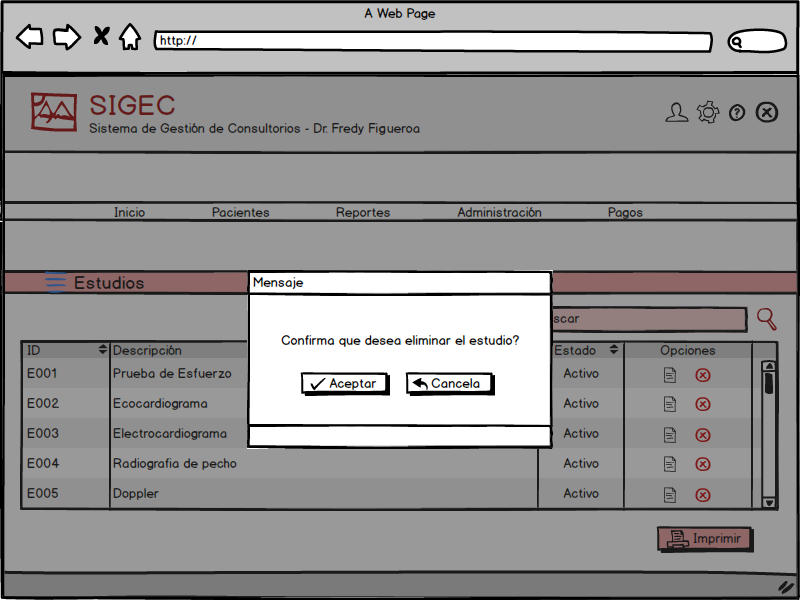 A Web Page
http://
SIGEC
Sistema de Gestión de Consultorios - Dr. Fredy Figueroa
Inicio Pacientes Reportes Administración Pagos
Estudios
Mensaje
Confirma que desea eliminar el estudio?
Aceptar Cancela
scar
ID Descripción Estado Opciones
E001 Prueba de Esfuerzo Activo
E002 Ecocardiograma Activo
E003 Electrocardiograma Activo
E004 Radiografia de pecho Activo
E005 Doppler Activo
Imprimir